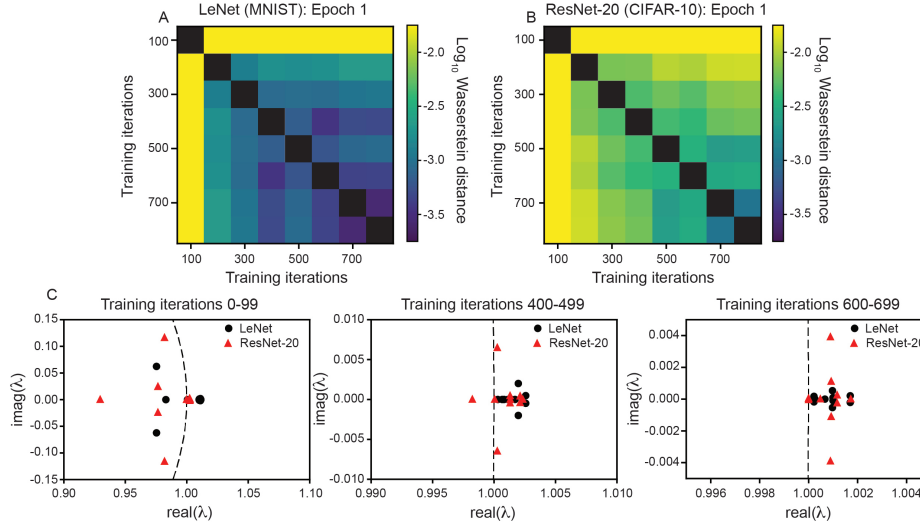 A LeNet (MNIST): Epoch 1
B ResNet-20 (CIFAR-10): Epoch 1
100
300
500
700
Training iterations
100 300 500 700
Training iterations
-2.0
-2.5
-3.0
-3.5
Log10 Wasserstein distance
100
300
500
700
Training iterations
100 300 500 700
Training iterations
-2.0
-2.5
-3.0
-3.5
Log10 Wasserstein distance
C
Training iterations 0-99
0.15
0.10
0.05
0.00
-0.05
-0.10
-0.15
imag(λ)
LeNet
ResNet-20
0.90 0.95 1.00 1.05 1.10
real(λ)
Training iterations 400-499
0.010
0.005
0.000
-0.005
-0.010
imag(λ)
LeNet
ResNet-20
0.990 0.995 1.000 1.005 1.010
real(λ)
Training iterations 600-699
0.004
0.002
0.000
-0.002
-0.004
imag(λ)
LeNet
ResNet-20
0.996 0.998 1.000 1.002 1.004
real(λ)